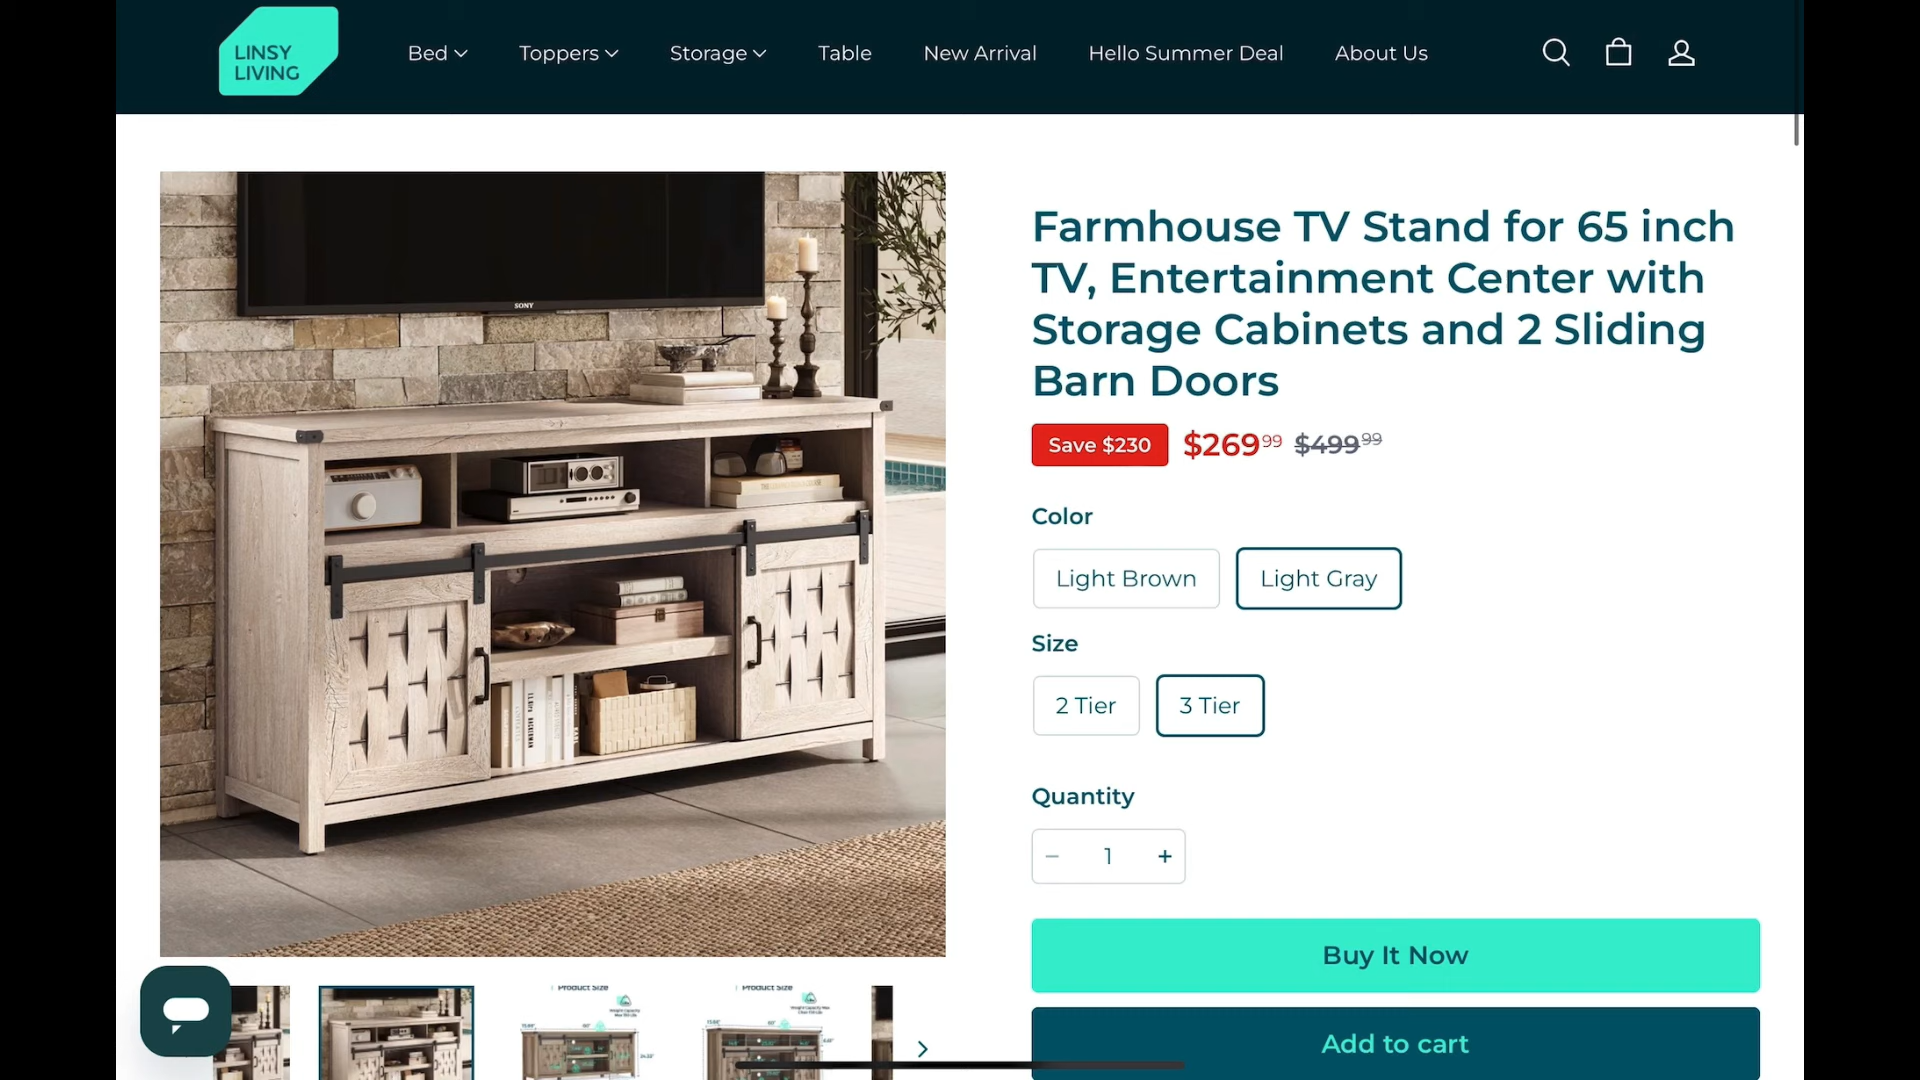 LINSY
LIVING
Bed
Toppers
Storage
Table
New Arrival
Hello Summer Deal
About Us
SONY
Farmhouse TV Stand for 65 inch
TV, Entertainment Center with
Storage Cabinets and 2 Sliding
Barn Doors
Save $230 $269.99 $499.99
Color
Light Brown
Light Gray
Size
2 Tier
3 Tier
Quantity
− 1 +
Buy It Now
Add to cart
Product Size
Product Size